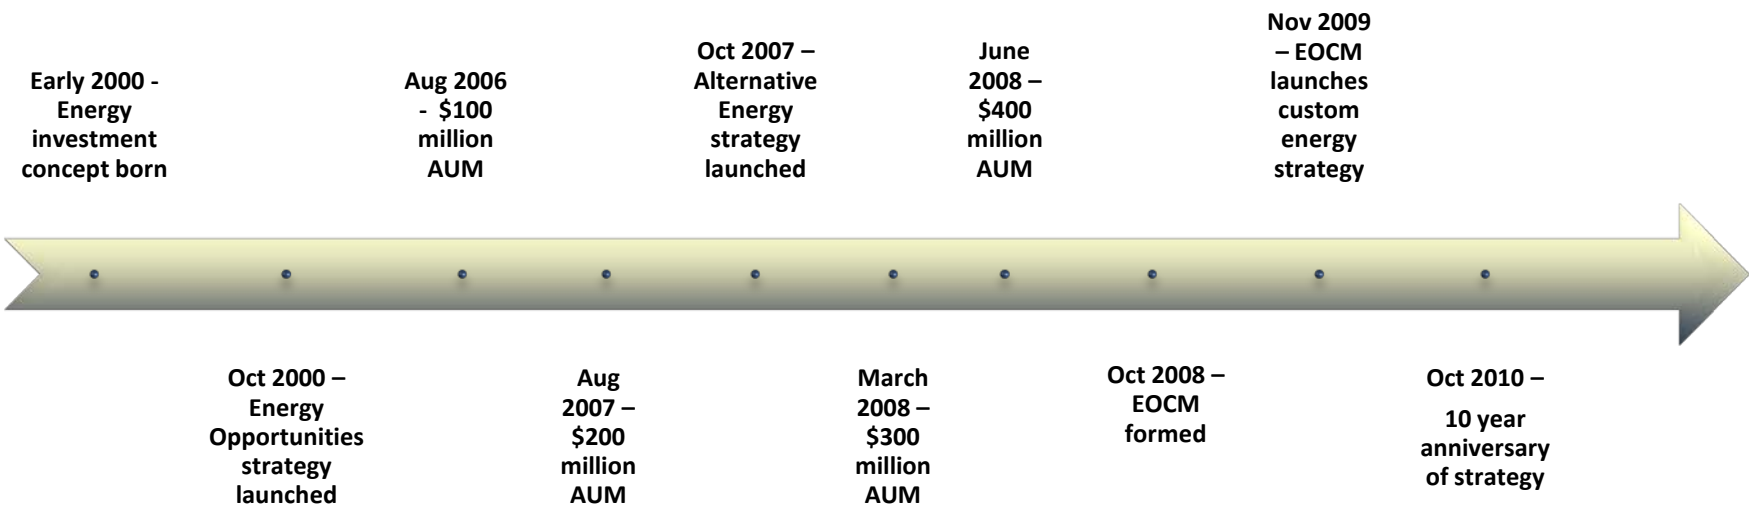 Early 2000 -
Energy
investment
concept born
Oct 2000 –
Energy
Opportunities
strategy
launched
Aug 2006
- $100
million
AUM
Aug
2007 –
$200
million
AUM
Oct 2007 –
Alternative
Energy
strategy
launched
March
2008 –
$300
million
AUM
June
2008 –
$400
million
AUM
Oct 2008 –
EOCM
formed
Nov 2009
– EOCM
launches
custom
energy
strategy
Oct 2010 –
10 year
anniversary
of strategy